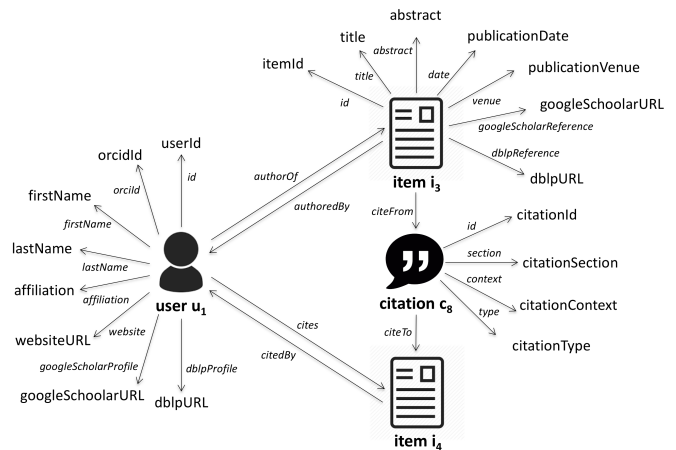 abstract
title
publicationDate
abstract
itemId
title
date
publicationVenue
id
venue
googleSchoolarURL
googleScholarReference
userId
orcidId
dblpReference
id
authorOf
item i3
dblpURL
orciId
firstName
authoredBy
citeFrom
firstName
citationId
id
lastName
section
citationSection
lastName
context
affiliation
affiliation
user u1
citation c8
citationContext
type
website
cites
websiteURL
citeTo
citationType
googleScholarProfile
dblpProfile
citedBy
googleSchoolarURL
dblpURL
item i4